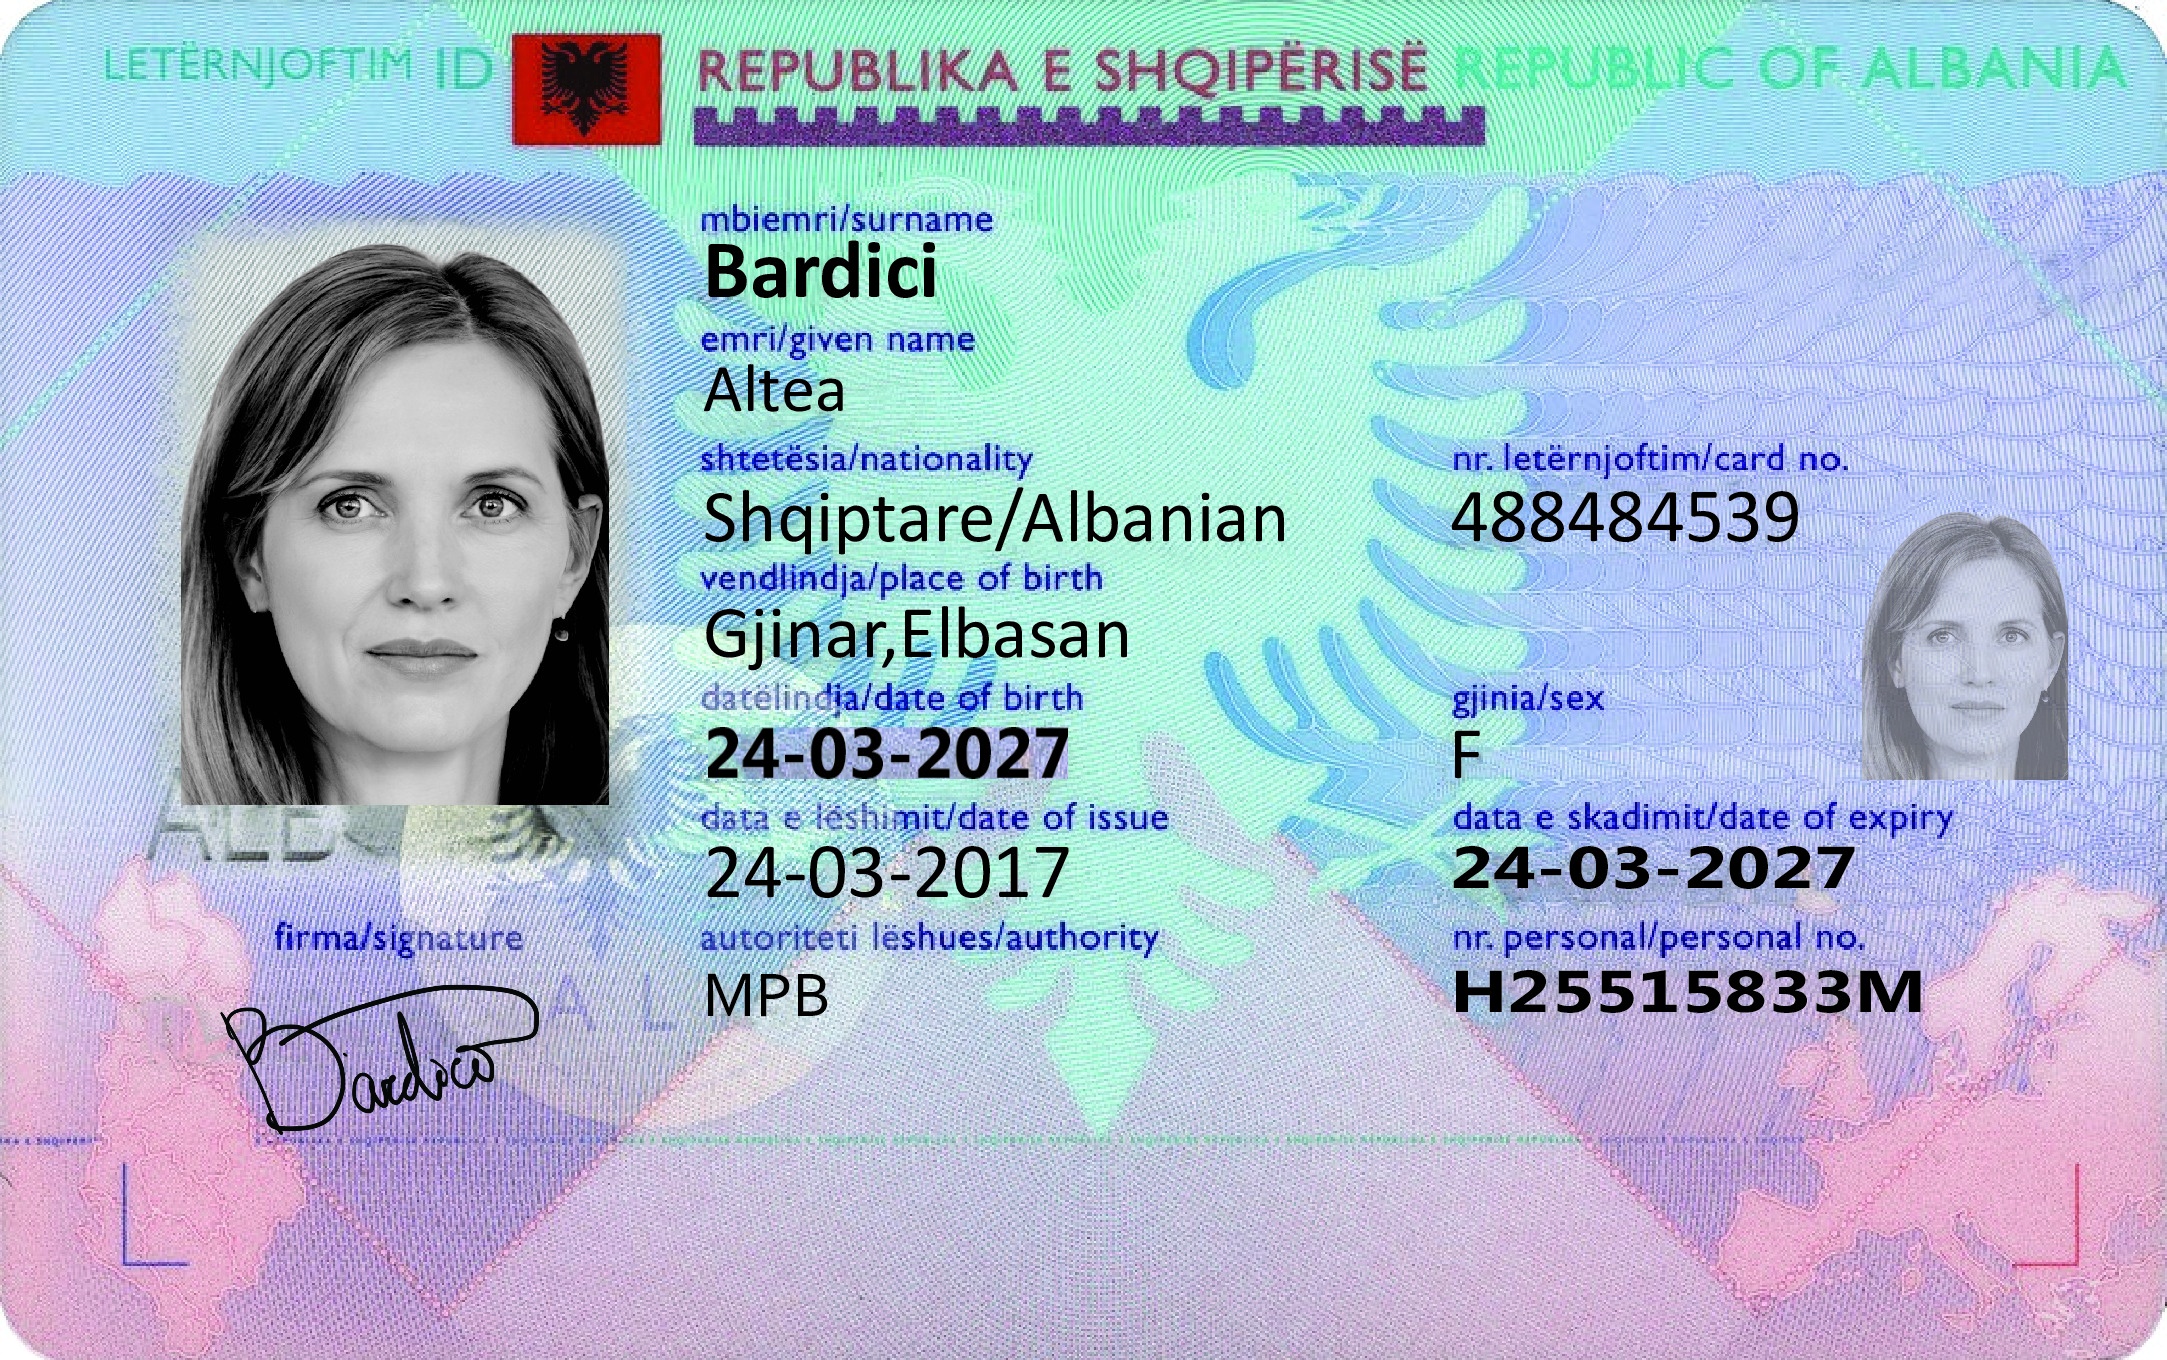 LETËRNJOFTIM ID REPUBLIKA E SHQIPËRISË REPUBLIC OF ALBANIA
mbiemri/surname
Bardici
emri/given name
Altea
shtetësia/nationality nr. letërnjoftim/card no.
Shqiptare/Albanian 488484539
vendlindja/place of birth
Gjinar,Elbasan
datëlindja/date of birth gjinia/sex
24-03-2027 F
data e lëshimit/date of issue data e skadimit/date of expiry
24-03-2017 24-03-2027
firma/signature autoriteti lëshues/authority nr. personal/personal no.
MPB H25515833M
Bardici